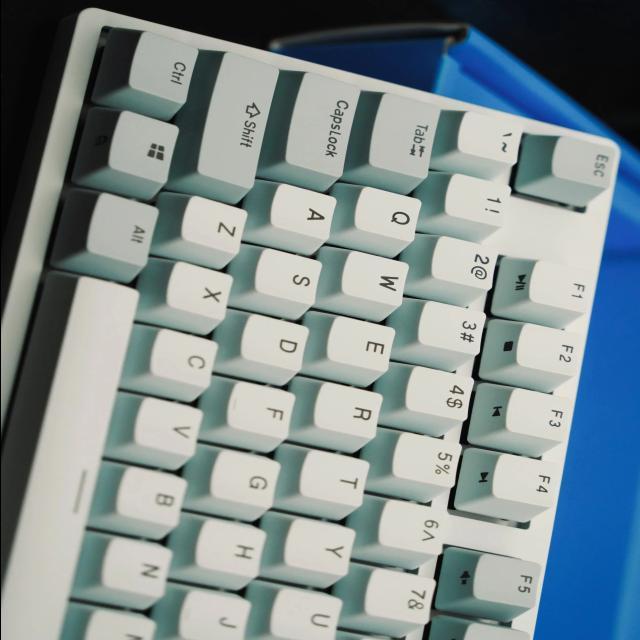 ESC F1 F2 F3 F4 F5
`~ 1! 2@ 3# 4$ 5% 6^ 7&
Tab Q W E R T Y U
CapsLock A S D F G H J
Shift Z X C V B N
Ctrl Alt